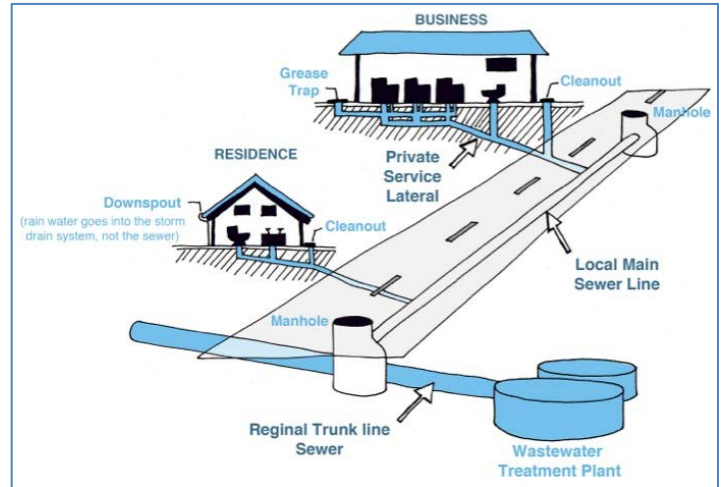 BUSINESS
Grease
Trap
Cleanout
Manhole
Private
Service
Lateral
RESIDENCE
Downspout
(rain water goes into the storm
drain system, not the sewer)
Cleanout
Local Main
Sewer Line
Manhole
Reginal Trunk line
Sewer
Wastewater
Treatment Plant